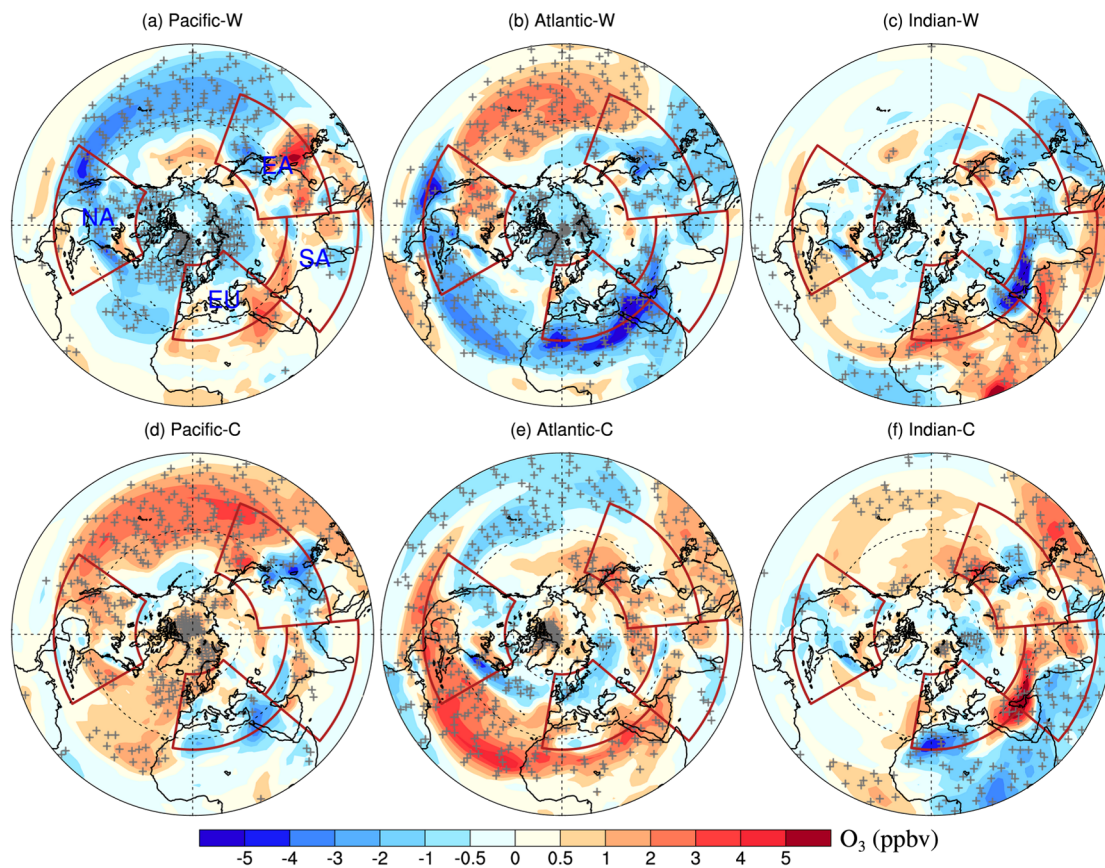 (a) Pacific-W
(b) Atlantic-W
(c) Indian-W
EA
NA
SA
EU
(d) Pacific-C
(e) Atlantic-C
(f) Indian-C
-5 -4 -3 -2 -1 -0.5 0 0.5 1 2 3 4 5
O₃ (ppbv)